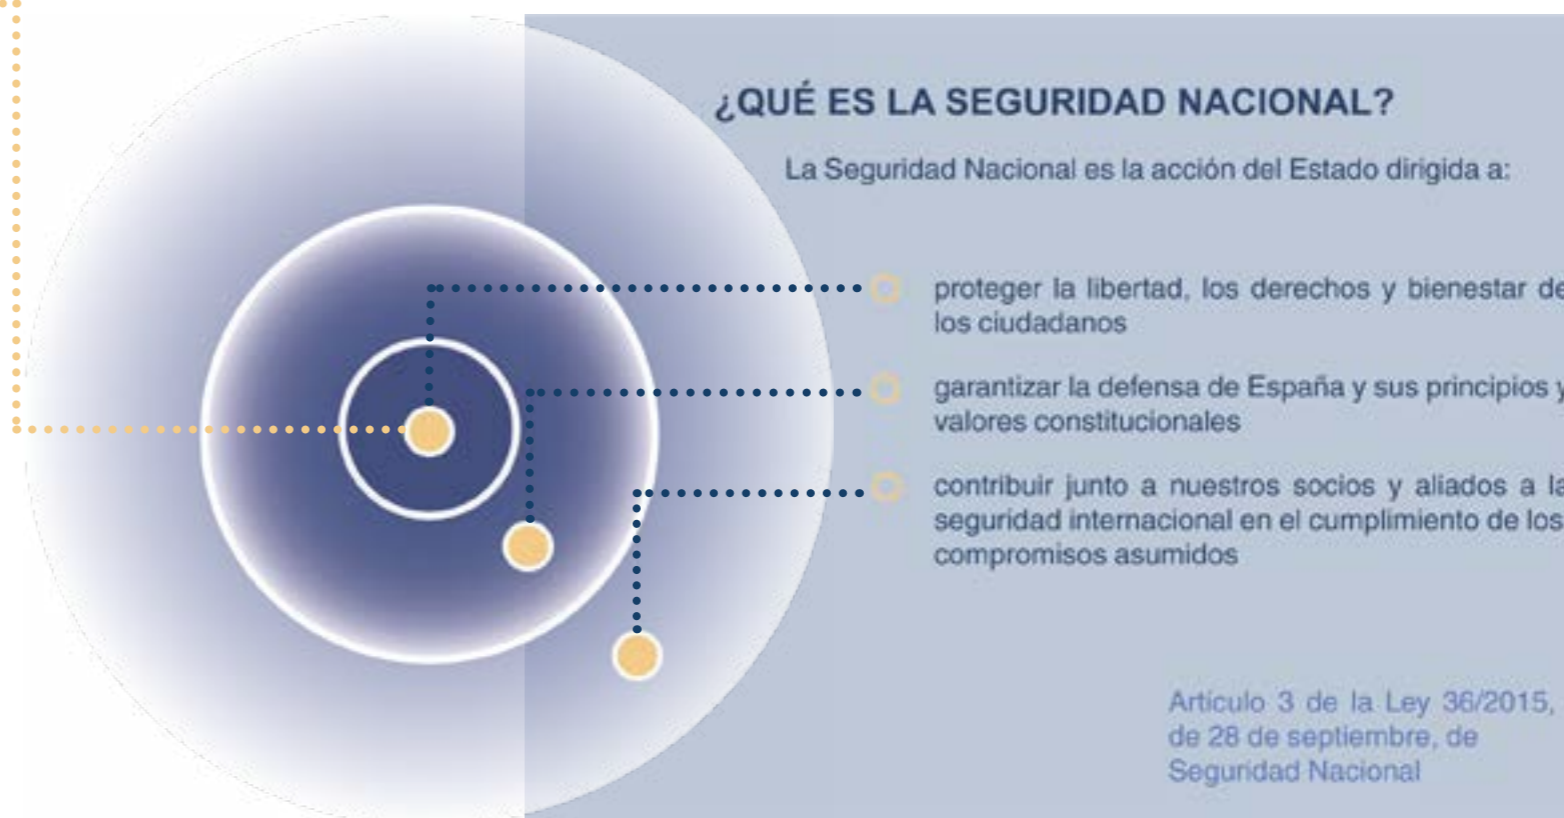 ¿QUÉ ES LA SEGURIDAD NACIONAL?
La Seguridad Nacional es la acción del Estado dirigida a:
proteger la libertad, los derechos y bienestar de
los ciudadanos
garantizar la defensa de España y sus principios y
valores constitucionales
contribuir junto a nuestros socios y aliados a la
seguridad internacional en el cumplimiento de los
compromisos asumidos
Artículo 3 de la Ley 36/2015,
de 28 de septiembre, de
Seguridad Nacional